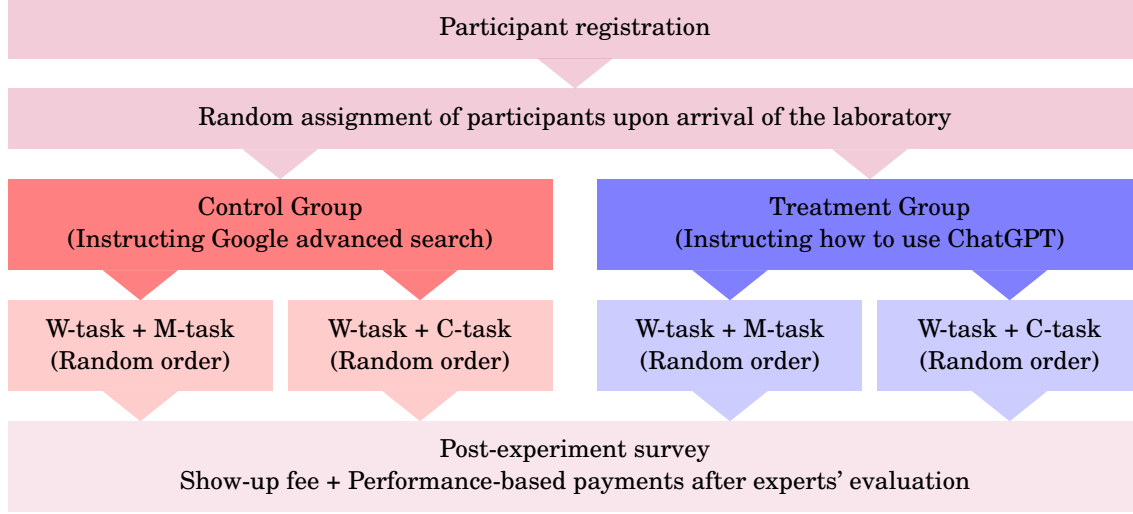 Participant registration
Random assignment of participants upon arrival of the laboratory
Control Group
(Instructing Google advanced search)
Treatment Group
(Instructing how to use ChatGPT)
W-task + M-task
(Random order)
W-task + C-task
(Random order)
W-task + M-task
(Random order)
W-task + C-task
(Random order)
Post-experiment survey
Show-up fee + Performance-based payments after experts’ evaluation